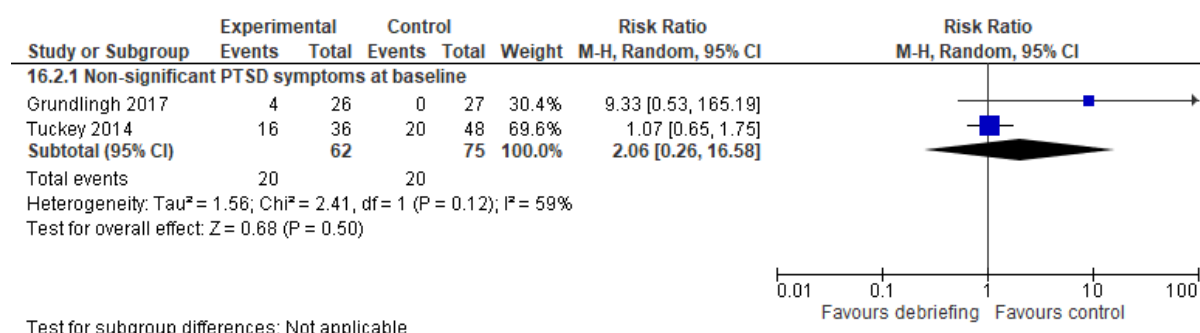 Experimental Control Risk Ratio Risk Ratio
Study or Subgroup Events Total Events Total Weight M-H, Random, 95% CI M-H, Random, 95% CI
16.2.1 Non-significant PTSD symptoms at baseline
Grundlingh 2017 4 26 0 27 30.4% 9.33 [0.53, 165.19]
Tuckey 2014 16 36 20 48 69.6% 1.07 [0.65, 1.75]
Subtotal (95% CI) 62 75 100.0% 2.06 [0.26, 16.58]
Total events 20 20
Heterogeneity: Tau² = 1.56; Chi² = 2.41, df = 1 (P = 0.12); I² = 59%
Test for overall effect: Z = 0.68 (P = 0.50)
0.01 0.1 1 10 100
Favours debriefing Favours control
Test for subgroup differences: Not applicable